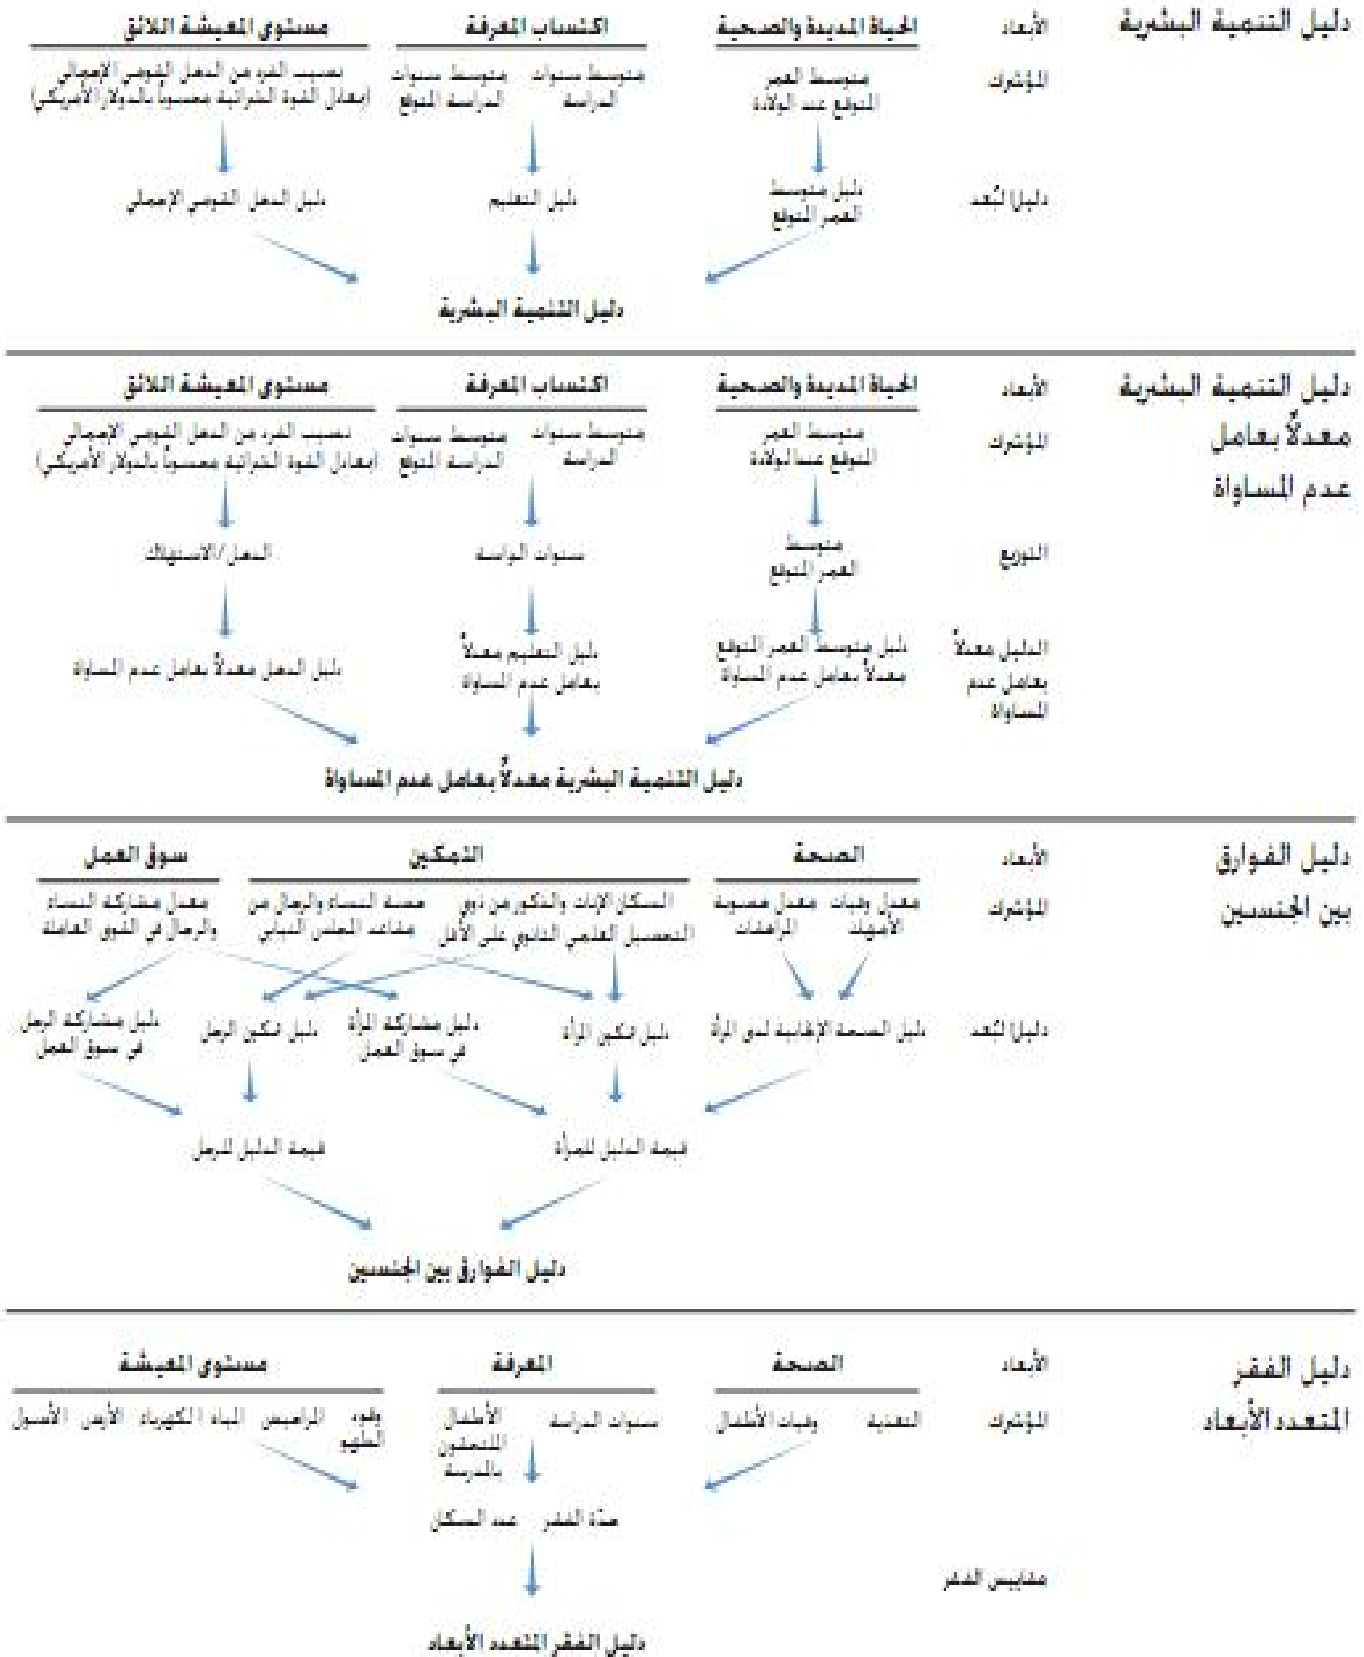 دليل التنمية البشرية
الأبعاد
الحياة المديدة والصحية
اكتساب المعرفة
مستوى المعيشة اللائق
المؤشرات
متوسط العمر
المتوقع عند الولادة
متوسط سنوات
الدراسة
متوسط سنوات
الدراسة المتوقع
نصيب الفرد من الدخل القومي الإجمالي
(معادل القوة الشرائية محسوباً بالدولار الأمريكي)
دليل البُعد
دليل متوسط
العمر المتوقع
دليل التعليم
دليل الدخل القومي الإجمالي
دليل التنمية البشرية
دليل التنمية البشرية
معدلاً بعامل
عدم المساواة
الأبعاد
الحياة المديدة والصحية
اكتساب المعرفة
مستوى المعيشة اللائق
المؤشرات
متوسط العمر
المتوقع عند الولادة
متوسط سنوات
الدراسة
متوسط سنوات
الدراسة المتوقع
نصيب الفرد من الدخل القومي الإجمالي
(معادل القوة الشرائية محسوباً بالدولار الأمريكي)
التوزيع
متوسط
العمر المتوقع
سنوات الدراسة
الدخل/الاستهلاك
الدليل معدلاً
بعامل عدم
المساواة
دليل متوسط العمر المتوقع
معدلاً بعامل عدم المساواة
دليل التعليم معدلاً
بعامل عدم المساواة
دليل الدخل معدلاً بعامل عدم المساواة
دليل التنمية البشرية معدلاً بعامل عدم المساواة
دليل الفوارق
بين الجنسين
الأبعاد
الصحة
التمكين
سوق العمل
المؤشرات
معدل وفيات
الأمهات
معدل خصوبة
المراهقات
السكان الإناث والذكور من ذوي
التحصيل العلمي الثانوي على الأقل
حصة النساء والرجال من
مقاعد المجلس النيابي
معدل مشاركة النساء
والرجال في القوى العاملة
دليل البُعد
دليل الصحة الإنجابية لدى المرأة
دليل تمكين المرأة
دليل مشاركة المرأة
في سوق العمل
دليل تمكين الرجل
دليل مشاركة الرجل
في سوق العمل
قيمة الدليل للمرأة
قيمة الدليل للرجل
دليل الفوارق بين الجنسين
دليل الفقر
المتعدد الأبعاد
الأبعاد
الصحة
المعرفة
مستوى المعيشة
المؤشرات
التغذية
وفيات الأطفال
سنوات الدراسة
الأطفال
الملتحقون
بالمدرسة
وقود
الطهو
المراحيض
المياه
الكهرباء
الأرض
الأصول
حدّة الفقر
عدد السكان
مقاييس الفقر
دليل الفقر المتعدد الأبعاد